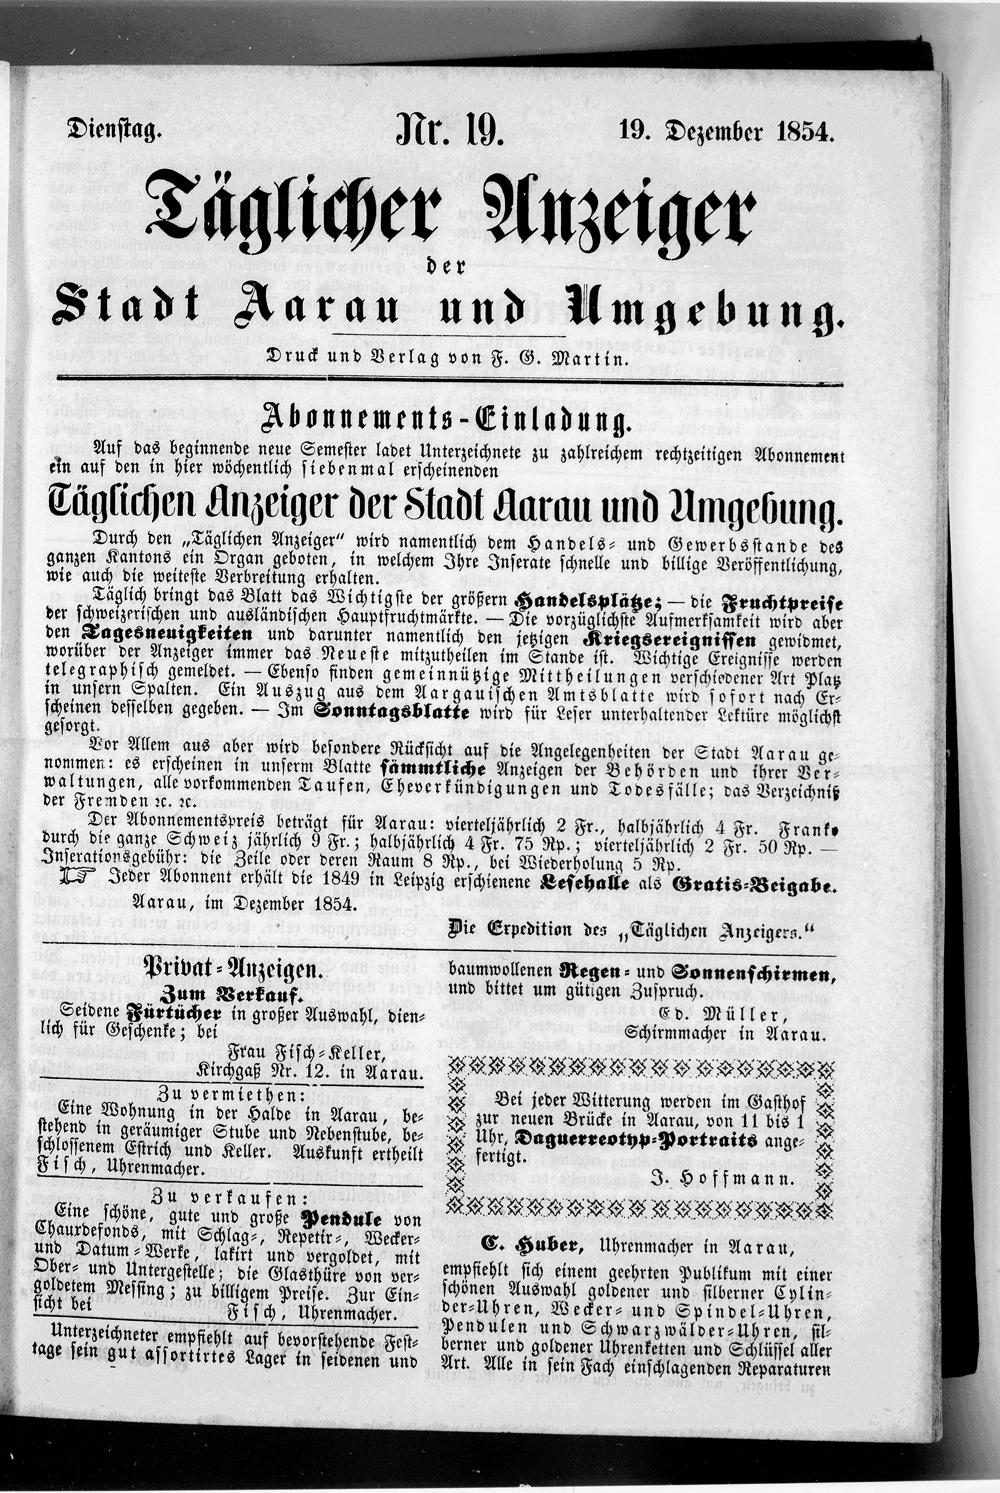 Dienstag.
Nr. 19.
19. Dezember 1854.
Täglicher Anzeiger
der
Stadt Aarau und Umgebung.
Druck und Verlag von F. G. Martin.
Abonnements-Einladung.
Auf das beginnende neue Semester ladet Unterzeichnete zu zahlreichem rechtzeitigen Abonnement
ein auf den in hier wöchentlich siebenmal erscheinenden
Täglichen Anzeiger der Stadt Aarau und Umgebung.
Durch den „Täglichen Anzeiger“ wird namentlich dem Handels- und Gewerbsstande des
ganzen Kantons ein Organ geboten, in welchem Ihre Inserate schnelle und billige Veröffentlichung,
wie auch die weiteste Verbreitung erhalten.
Täglich bringt das Blatt das Wichtigste der größern Handelsplätze; — die Fruchtpreise
der schweizerischen und ausländischen Hauptfruchtmärkte. — Die vorzüglichste Aufmerksamkeit wird aber
den Tagesneuigkeiten und darunter namentlich den jetzigen Kriegsereignissen gewidmet,
worüber der Anzeiger immer das Neueste mitzutheilen im Stande ist. Wichtige Ereignisse werden
telegraphisch gemeldet. — Ebenso finden gemeinnützige Mittheilungen verschiedener Art Platz
in unsern Spalten. Ein Auszug aus dem Aargauischen Amtsblatte wird sofort nach Er-
scheinen desselben gegeben. — Im Sonntagsblatte wird für Leser unterhaltender Lektüre möglichst
gesorgt.
Vor Allem aus aber wird besondere Rücksicht auf die Angelegenheiten der Stadt Aarau ge-
nommen: es erscheinen in unserm Blatte sämmtliche Anzeigen der Behörden und ihrer Ver-
waltungen, alle vorkommenden Taufen, Eheverkündigungen und Todesfälle; das Verzeichniß
der Fremden ꝛc. ꝛc.
Der Abonnementspreis beträgt für Aarau: vierteljährlich 2 Fr., halbjährlich 4 Fr. Franko
durch die ganze Schweiz jährlich 9 Fr.; halbjährlich 4 Fr. 75 Rp.; vierteljährlich 2 Fr. 50 Rp. —
Inserationsgebühr: die Zeile oder deren Raum 8 Rp., bei Wiederholung 5 Rp.
☞ Jeder Abonnent erhält die 1849 in Leipzig erschienene Lesehalle als Gratis-Beigabe.
Aarau, im Dezember 1854.
Die Expedition des „Täglichen Anzeigers.“
Privat-Anzeigen.
Zum Verkauf.
Seidene Fürtücher in großer Auswahl, dien-
lich für Geschenke; bei
Frau Fisch-Keller,
Kirchgaß Nr. 12. in Aarau.
Zu vermiethen:
Eine Wohnung in der Halde in Aarau, be-
stehend in geräumiger Stube und Nebenstube, be-
schlossenem Estrich und Keller. Auskunft ertheilt
Fisch, Uhrenmacher.
Zu verkaufen:
Eine schöne, gute und große Pendule von
Chaurdefonds, mit Schlag-, Repetir-, Wecker-
und Datum-Werke, lakirt und vergoldet, mit
Ober- und Untergestelle; die Glasthüre von ver-
goldetem Messing; zu billigem Preise. Zur Ein-
sicht bei
Fisch, Uhrenmacher.
Unterzeichneter empfiehlt auf bevorstehende Fest-
tage sein gut assortirtes Lager in seidenen und
baumwollenen Regen- und Sonnenschirmen,
und bittet um gütigen Zuspruch.
Ed. Müller,
Schirmmacher in Aarau.
Bei jeder Witterung werden im Gasthof
zur neuen Brücke in Aarau, von 11 bis 1
Uhr, Daguerreotyp-Portraits ange-
fertigt.
J. Hoffmann.
C. Huber, Uhrenmacher in Aarau,
empfiehlt sich einem geehrten Publikum mit einer
schönen Auswahl goldener und silberner Cylin-
der-Uhren, Wecker- und Spindel-Uhren,
Pendulen und Schwarzwälder-Uhren, sil-
berner und goldener Uhrenketten und Schlüssel aller
Art. Alle in sein Fach einschlagenden Reparaturen